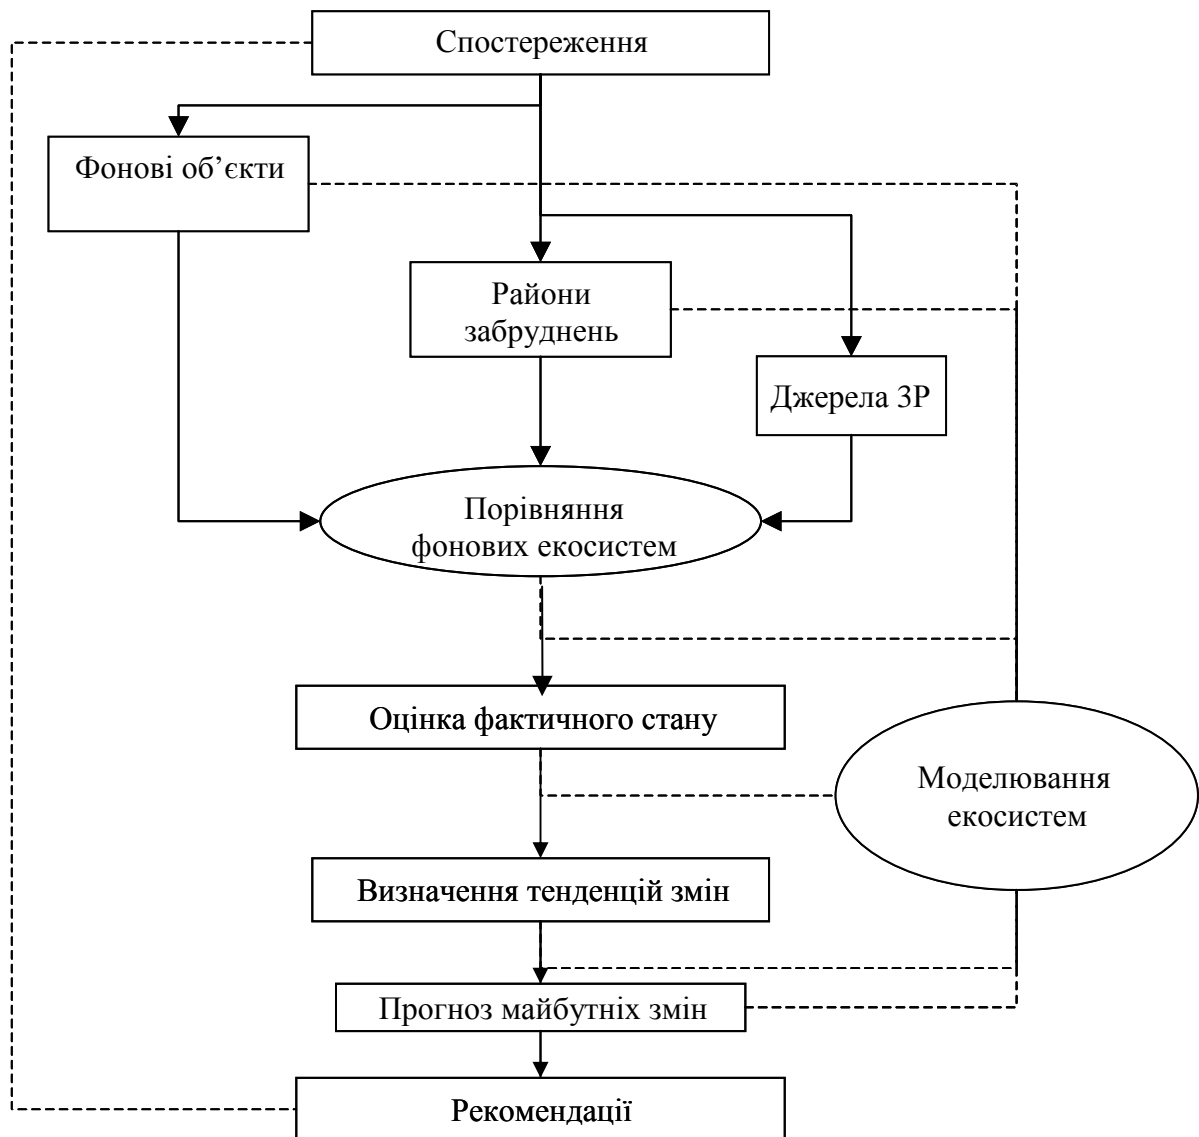 Спостереження
Фонові об’єкти
Райони
забруднень
Джерела ЗР
Порівняння
фонових екосистем
Оцінка фактичного стану
Моделювання
екосистем
Визначення тенденцій змін
Прогноз майбутніх змін
Рекомендації